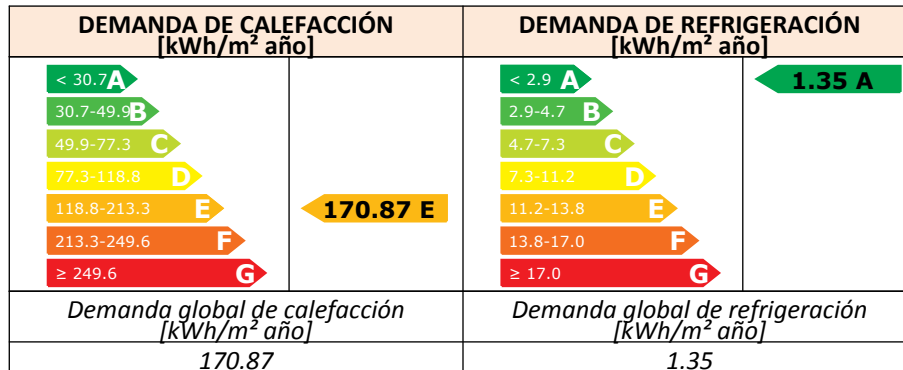 DEMANDA DE CALEFACCIÓN
[kWh/m² año]
DEMANDA DE REFRIGERACIÓN
[kWh/m² año]
< 30.7 A
30.7-49.9 B
49.9-77.3 C
77.3-118.8 D
118.8-213.3 E
213.3-249.6 F
≥ 249.6 G
170.87 E
< 2.9 A
2.9-4.7 B
4.7-7.3 C
7.3-11.2 D
11.2-13.8 E
13.8-17.0 F
≥ 17.0 G
1.35 A
Demanda global de calefacción
[kWh/m² año]
Demanda global de refrigeración
[kWh/m² año]
170.87
1.35